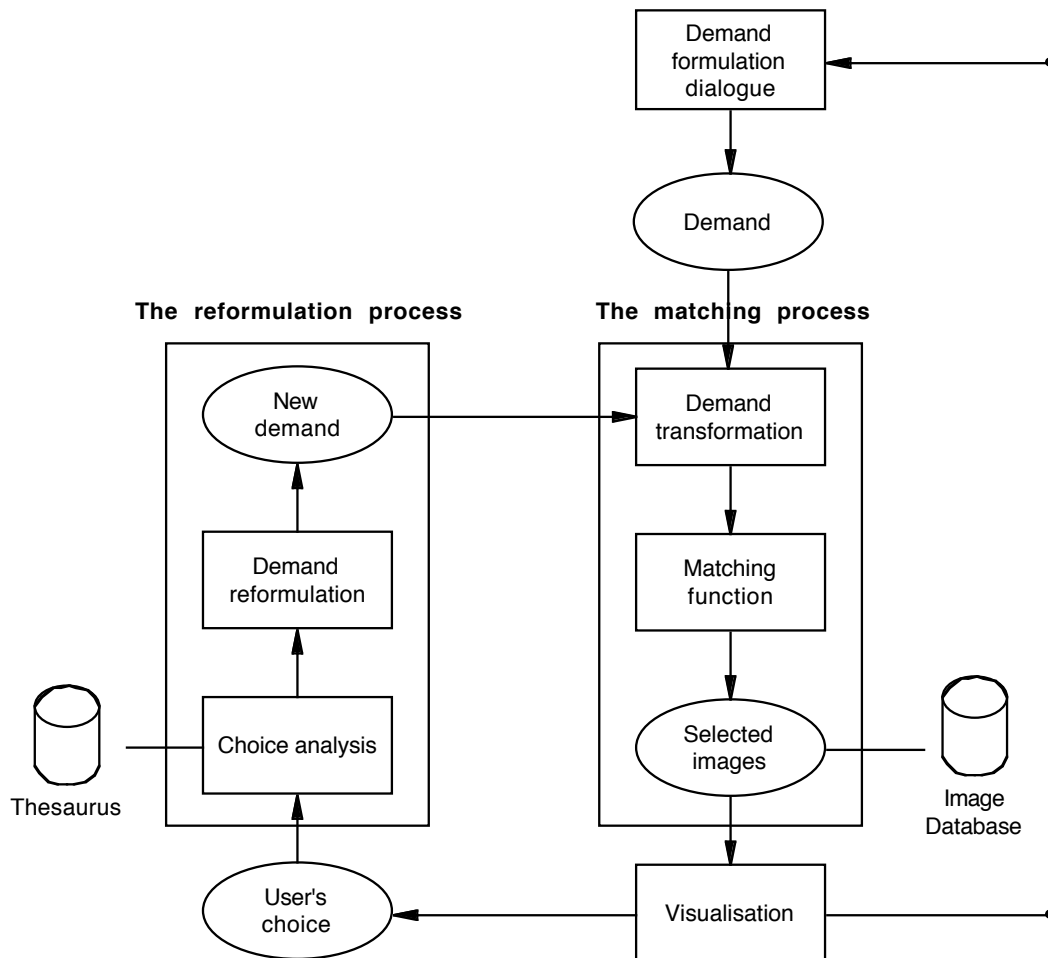 Demand
formulation
dialogue
Demand
The reformulation process
The matching process
New
demand
Demand
transformation
Demand
reformulation
Matching
function
Choice analysis
Selected
images
Thesaurus
Image
Database
User's
choice
Visualisation